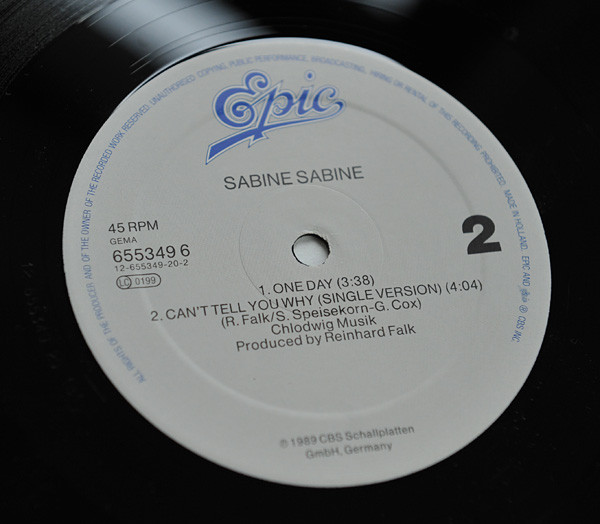 ALL RIGHTS OF THE PRODUCER AND OF THE OWNER OF THE RECORDED WORK RESERVED. UNAUTHORISED COPYING, PUBLIC PERFORMANCE, BROADCASTING, HIRING OR RENTAL OF THIS RECORDING PROHIBITED. MADE IN HOLLAND. EPIC AND ® CBS INC.
Epic
SABINE SABINE
45 RPM
GEMA
655349 6
12-655349-20-2
LC 0199
2
1. ONE DAY (3:38)
2. CAN'T TELL YOU WHY (SINGLE VERSION) (4:04)
(R. Falk/S. Speisekorn-G. Cox)
Chlodwig Musik
Produced by Reinhard Falk
℗ 1989 CBS Schallplatten
GmbH, Germany